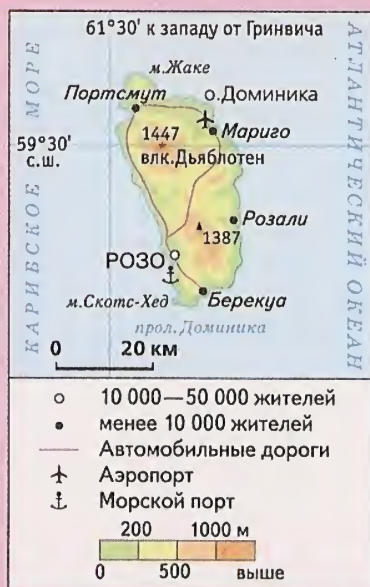 61°30' к западу от Гринвича
КАРИБСКОЕ МОРЕ
АТЛАНТИЧЕСКИЙ ОКЕАН
м.Жаке
Портсмут
о.Доминика
Мариго
1447
влк.Дьяблотен
59°30'
с.ш.
Розали
1387
РОЗО
м.Скотс-Хед
Берекуа
прол.Доминика
0 20 км
10 000—50 000 жителей
менее 10 000 жителей
Автомобильные дороги
Аэропорт
Морской порт
200 1000 м
0 500 выше